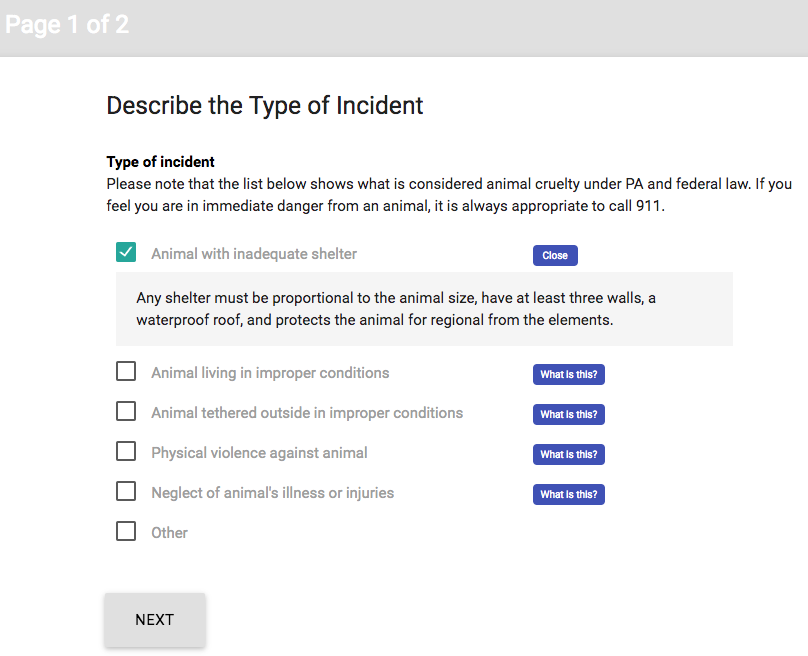 Page 1 of 2
Describe the Type of Incident
Type of incident
Please note that the list below shows what is considered animal cruelty under PA and federal law. If you
feel you are in immediate danger from an animal, it is always appropriate to call 911.
Animal with inadequate shelter Close
Any shelter must be proportional to the animal size, have at least three walls, a
waterproof roof, and protects the animal for regional from the elements.
Animal living in improper conditions What is this?
Animal tethered outside in improper conditions What is this?
Physical violence against animal What is this?
Neglect of animal's illness or injuries What is this?
Other
NEXT